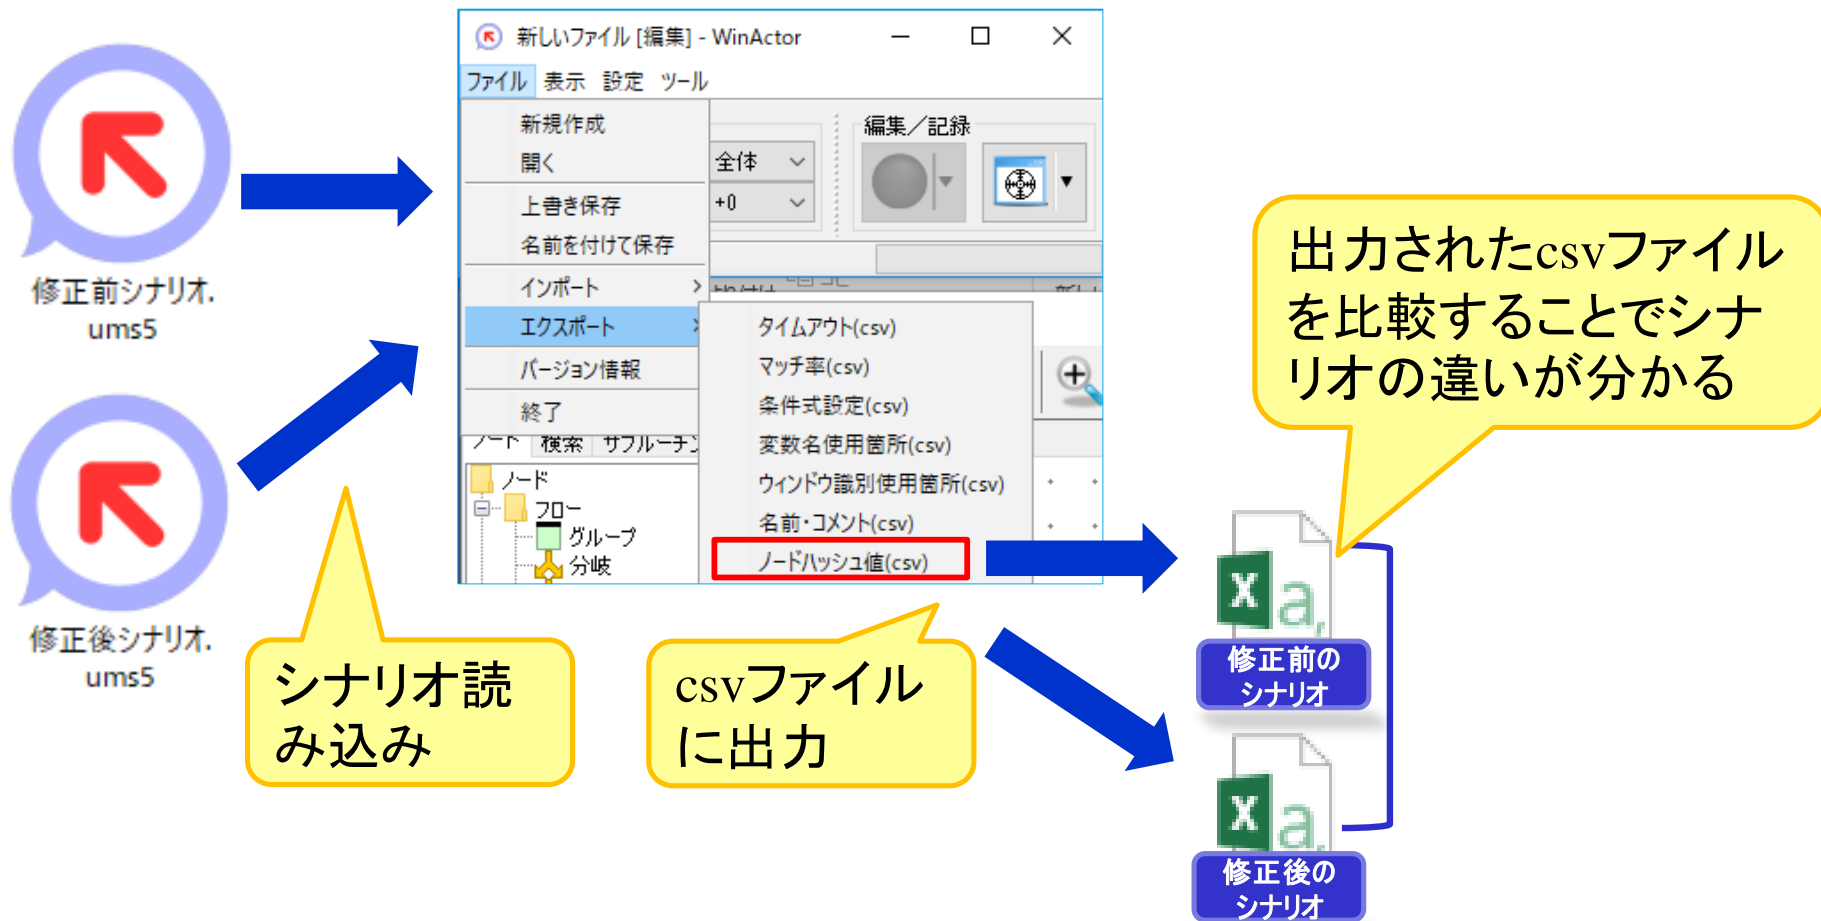 修正前シナリオ.
ums5
修正後シナリオ.
ums5
新しいファイル [編集] - WinActor
ファイル 表示 設定 ツール
新規作成
開く
上書き保存
名前を付けて保存
インポート
エクスポート
バージョン情報
終了
編集／記録
全体
+0
タイムアウト(csv)
マッチ率(csv)
条件式設定(csv)
変数名使用箇所(csv)
ウィンドウ識別使用箇所(csv)
名前・コメント(csv)
ノードハッシュ値(csv)
ノード 検索 サブルーチン
ノード
フロー
グループ
分岐
シナリオ読
み込み
csvファイル
に出力
出力されたcsvファイル
を比較することでシナ
リオの違いが分かる
X a,
修正前の
シナリオ
X a,
修正後の
シナリオ